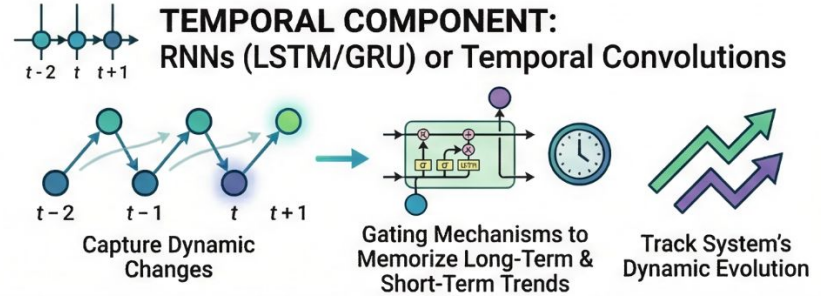 TEMPORAL COMPONENT:
RNNs (LSTM/GRU) or Temporal Convolutions
t-2 t t+1
t-2 t-1 t t+1
Capture Dynamic
Changes
σ σ
Gating Mechanisms to
Memorize Long-Term &
Short-Term Trends
Track System's
Dynamic Evolution